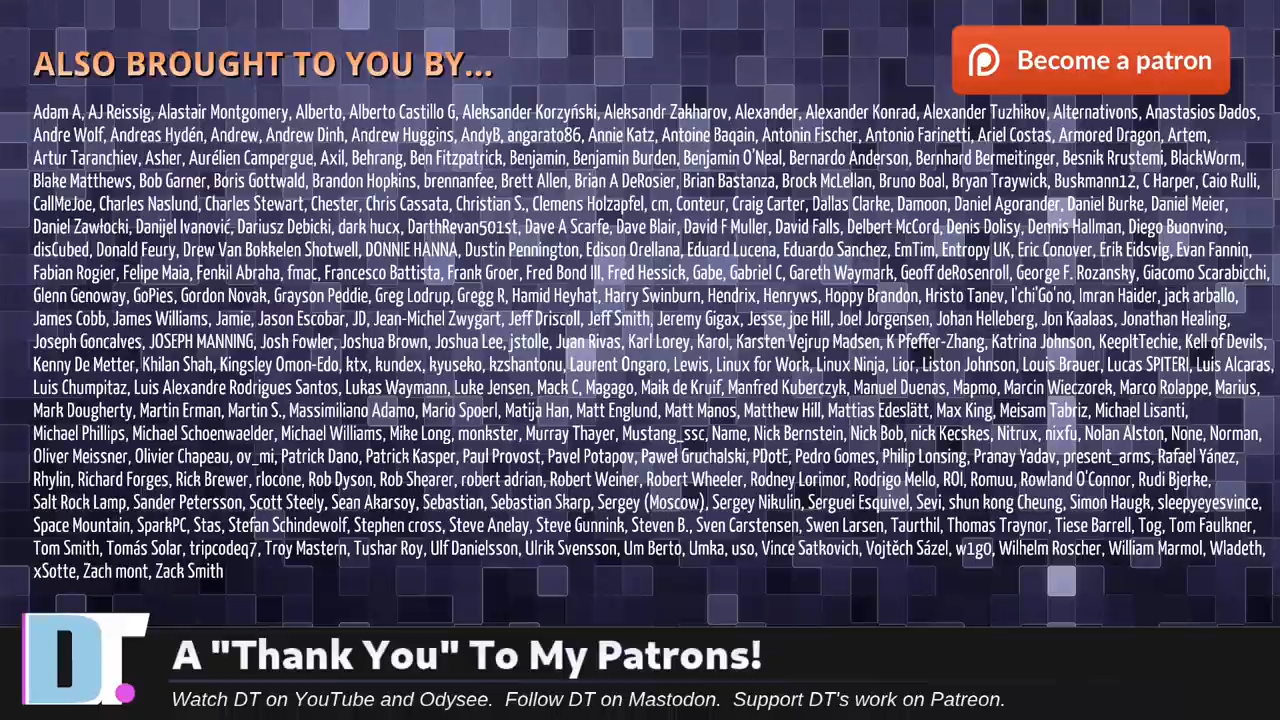 ALSO BROUGHT TO YOU BY...
Become a patron
Adam A, AJ Reissig, Alastair Montgomery, Alberto, Alberto Castillo G, Aleksander Korzyński, Aleksandr Zakharov, Alexander, Alexander Konrad, Alexander Tuzhikov, Alternativons, Anastasios Dados,
Andre Wolf, Andreas Hydén, Andrew, Andrew Dinh, Andrew Huggins, AndyB, angarato86, Annie Katz, Antoine Baqain, Antonin Fischer, Antonio Farinetti, Ariel Costas, Armored Dragon, Artem,
Artur Taranchiev, Asher, Aurélien Campergue, Axil, Behrang, Ben Fitzpatrick, Benjamin, Benjamin Burden, Benjamin O'Neal, Bernardo Anderson, Bernhard Bermeitinger, Besnik Rrustemi, BlackWorm,
Blake Matthews, Bob Garner, Boris Gottwald, Brandon Hopkins, brennanfee, Brett Allen, Brian A DeRosier, Brian Bastanza, Brock McLellan, Bruno Boal, Bryan Traywick, Buskmann12, C Harper, Caio Rulli,
CallMeJoe, Charles Naslund, Charles Stewart, Chester, Chris Cassata, Christian S., Clemens Holzapfel, cm, Conteur, Craig Carter, Dallas Clarke, Damoon, Daniel Agorander, Daniel Burke, Daniel Meier,
Daniel Zawłocki, Danijel Ivanović, Dariusz Debicki, dark hucx, DarthRevan501st, Dave A Scarfe, Dave Blair, David F Muller, David Falls, Delbert McCord, Denis Dolisy, Dennis Hallman, Diego Buonvino,
disCubed, Donald Feury, Drew Van Bokkelen Shotwell, DONNIE HANNA, Dustin Pennington, Edison Orellana, Eduard Lucena, Eduardo Sanchez, EmTim, Entropy UK, Eric Conover, Erik Eidsvig, Evan Fannin,
Fabian Rogier, Felipe Maia, Fenkil Abraha, fmac, Francesco Battista, Frank Groer, Fred Bond III, Fred Hessick, Gabe, Gabriel C, Gareth Waymark, Geoff deRosenroll, George F. Rozansky, Giacomo Scarabicchi,
Glenn Genoway, GoPies, Gordon Novak, Grayson Peddie, Greg Lodrup, Gregg R, Hamid Heyhat, Harry Swinburn, Hendrix, Henryws, Hoppy Brandon, Hristo Tanev, I'chi'Go'no, Imran Haider, jack arballo,
James Cobb, James Williams, Jamie, Jason Escobar, JD, Jean-Michel Zwygart, Jeff Driscoll, Jeff Smith, Jeremy Gigax, Jesse, joe Hill, Joel Jorgensen, Johan Helleberg, Jon Kaalaas, Jonathan Healing,
Joseph Goncalves, JOSEPH MANNING, Josh Fowler, Joshua Brown, Joshua Lee, jstolle, Juan Rivas, Karl Lorey, Karol, Karsten Vejrup Madsen, K Pfeffer-Zhang, Katrina Johnson, KeepItTechie, Kell of Devils,
Kenny De Metter, Khilan Shah, Kingsley Omon-Edo, ktx, kundex, kyuseko, kzshantonu, Laurent Ongaro, Lewis, Linux for Work, Linux Ninja, Lior, Liston Johnson, Louis Brauer, Lucas SPITERI, Luis Alcaras,
Luis Chumpitaz, Luis Alexandre Rodrigues Santos, Lukas Waymann, Luke Jensen, Mack C, Magago, Maik de Kruif, Manfred Kuberczyk, Manuel Duenas, Mapmo, Marcin Wieczorek, Marco Rolappe, Marius,
Mark Dougherty, Martin Erman, Martin S., Massimiliano Adamo, Mario Spoerl, Matija Han, Matt Englund, Matt Manos, Matthew Hill, Mattias Edeslätt, Max King, Meisam Tabriz, Michael Lisanti,
Michael Phillips, Michael Schoenwaelder, Michael Williams, Mike Long, monkster, Murray Thayer, Mustang_ssc, Name, Nick Bernstein, Nick Bob, nick Kecskes, Nitrux, nixfu, Nolan Alston, None, Norman,
Oliver Meissner, Olivier Chapeau, ov_mi, Patrick Dano, Patrick Kasper, Paul Provost, Pavel Potapov, Paweł Gruchalski, PDotE, Pedro Gomes, Philip Lonsing, Pranay Yadav, present_arms, Rafael Yánez,
Rhylin, Richard Forges, Rick Brewer, rlocone, Rob Dyson, Rob Shearer, robert adrian, Robert Weiner, Robert Wheeler, Rodney Lorimor, Rodrigo Mello, ROI, Romuu, Rowland O'Connor, Rudi Bjerke,
Salt Rock Lamp, Sander Petersson, Scott Steely, Sean Akarsoy, Sebastian, Sebastian Skarp, Sergey (Moscow), Sergey Nikulin, Serguei Esquivel, Sevi, shun kong Cheung, Simon Haugk, sleepyeyesvince,
Space Mountain, SparkPC, Stas, Stefan Schindewolf, Stephen cross, Steve Anelay, Steve Gunnink, Steven B., Sven Carstensen, Swen Larsen, Taurthil, Thomas Traynor, Tiese Barrell, Tog, Tom Faulkner,
Tom Smith, Tomás Solar, tripcodeq7, Troy Mastern, Tushar Roy, Ulf Danielsson, Ulrik Svensson, Um Berto, Umka, uso, Vince Satkovich, Vojtěch Sázel, w1g0, Wilhelm Roscher, William Marmol, Wladeth,
xSotte, Zach mont, Zack Smith
DT.
A "Thank You" To My Patrons!
Watch DT on YouTube and Odysee. Follow DT on Mastodon. Support DT's work on Patreon.